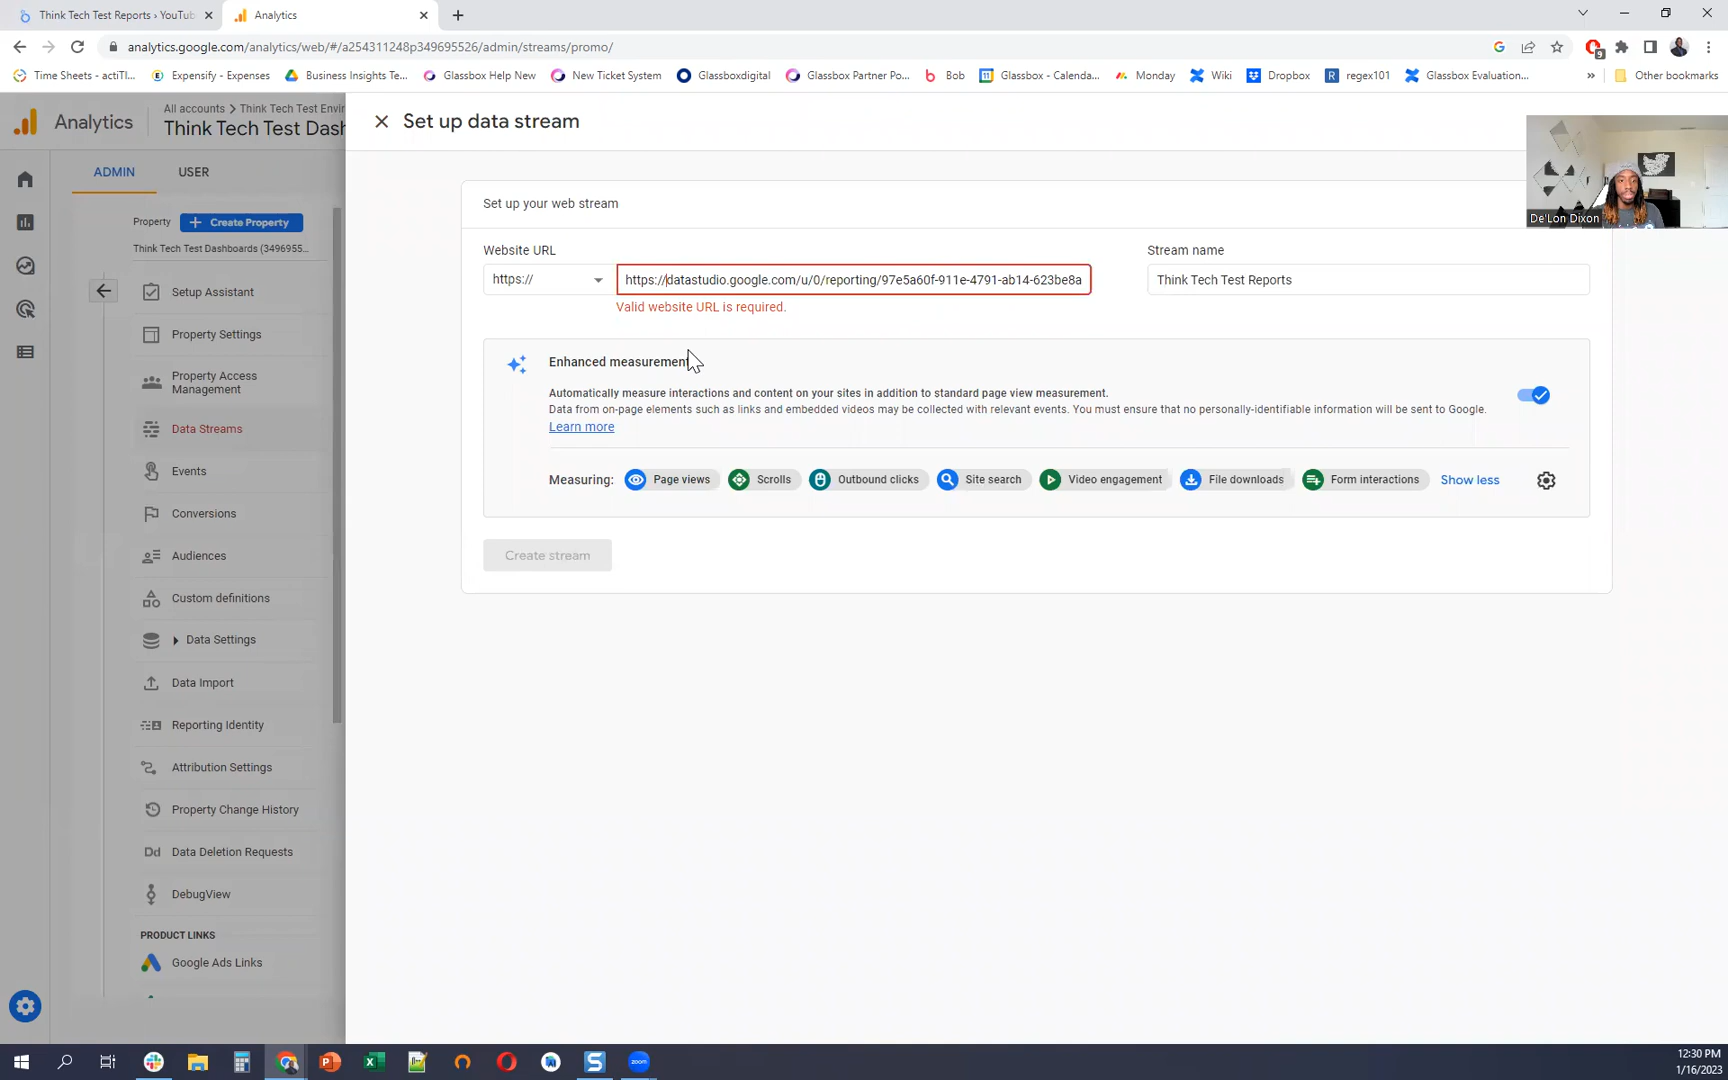 Think Tech Test Reports › YouTub
Analytics
analytics.google.com/analytics/web/#/a254311248p349695526/admin/streams/promo/
9
Time Sheets - actiTI...
Expensify - Expenses
Business Insights Te...
Glassbox Help New
New Ticket System
Glassboxdigital
Glassbox Partner Po...
Bob
Glassbox - Calenda...
Monday
Wiki
Dropbox
regex101
Glassbox Evaluation...
»
Other bookmarks
Analytics
All accounts > Think Tech Test Envir
Think Tech Test Dash
Set up data stream
ADMIN
USER
Property
Create Property
Think Tech Test Dashboards (3496955...
Setup Assistant
Property Settings
Property Access
Management
Data Streams
Events
Conversions
Audiences
Custom definitions
Data Settings
Data Import
Reporting Identity
Attribution Settings
Property Change History
Dd Data Deletion Requests
DebugView
PRODUCT LINKS
Google Ads Links
Set up your web stream
Website URL
Stream name
https://
https://datastudio.google.com/u/0/reporting/97e5a60f-911e-4791-ab14-623be8a
Think Tech Test Reports
Valid website URL is required.
Enhanced measurement
Automatically measure interactions and content on your sites in addition to standard page view measurement.
Data from on-page elements such as links and embedded videos may be collected with relevant events. You must ensure that no personally-identifiable information will be sent to Google.
Learn more
Measuring:
Page views
Scrolls
Outbound clicks
Site search
Video engagement
File downloads
Form interactions
Show less
Create stream
De'Lon Dixon
zoom
12:30 PM
1/16/2023